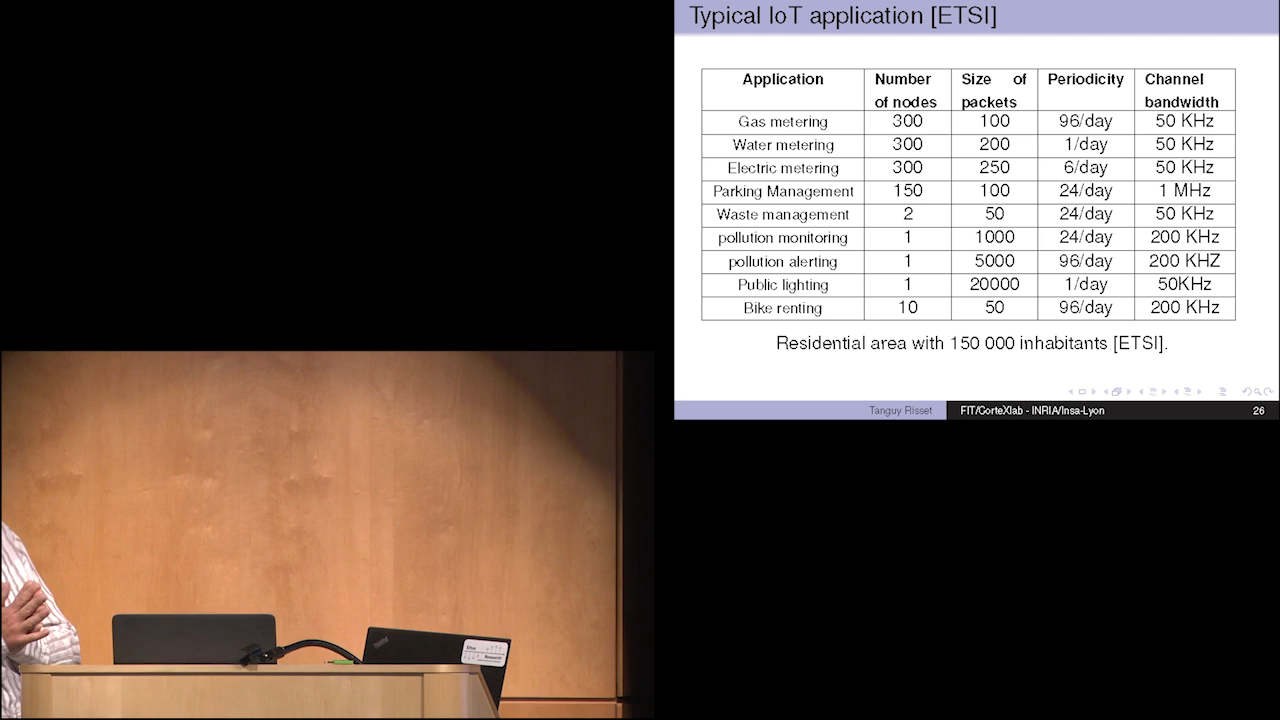 Typical IoT application [ETSI]
Application Number of nodes Size of packets Periodicity Channel bandwidth
Gas metering 300 100 96/day 50 KHz
Water metering 300 200 1/day 50 KHz
Electric metering 300 250 6/day 50 KHz
Parking Management 150 100 24/day 1 MHz
Waste management 2 50 24/day 50 KHz
pollution monitoring 1 1000 24/day 200 KHz
pollution alerting 1 5000 96/day 200 KHZ
Public lighting 1 20000 1/day 50KHz
Bike renting 10 50 96/day 200 KHz
Residential area with 150 000 inhabitants [ETSI].
Tanguy Risset FIT/CorteXlab - INRIA/Insa-Lyon 26
ThinkPad
Ettus
Research